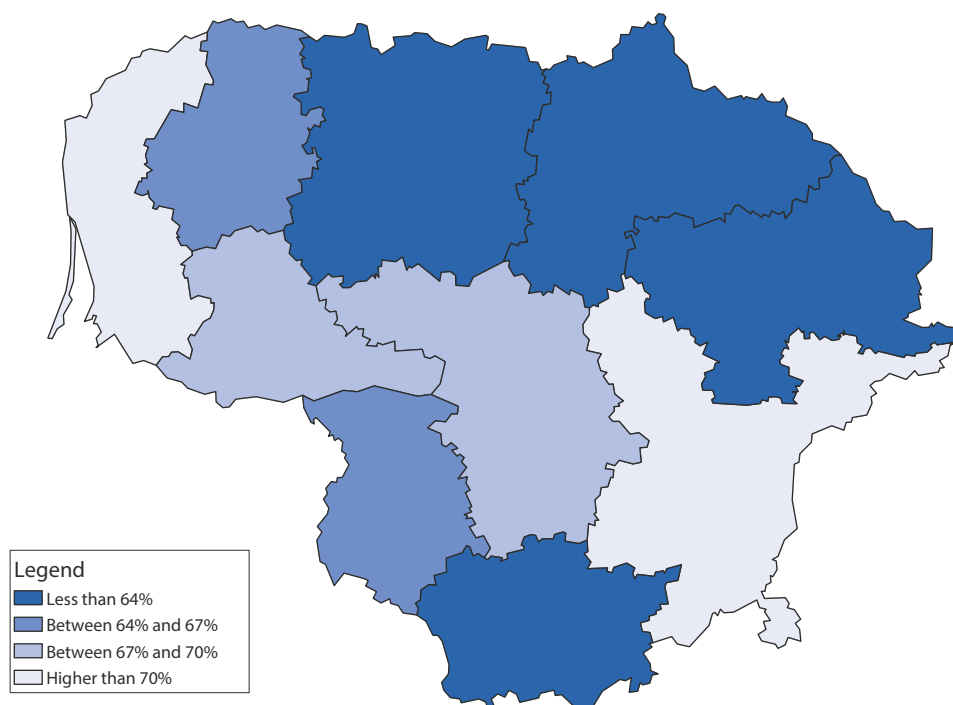 Legend
Less than 64%
Between 64% and 67%
Between 67% and 70%
Higher than 70%